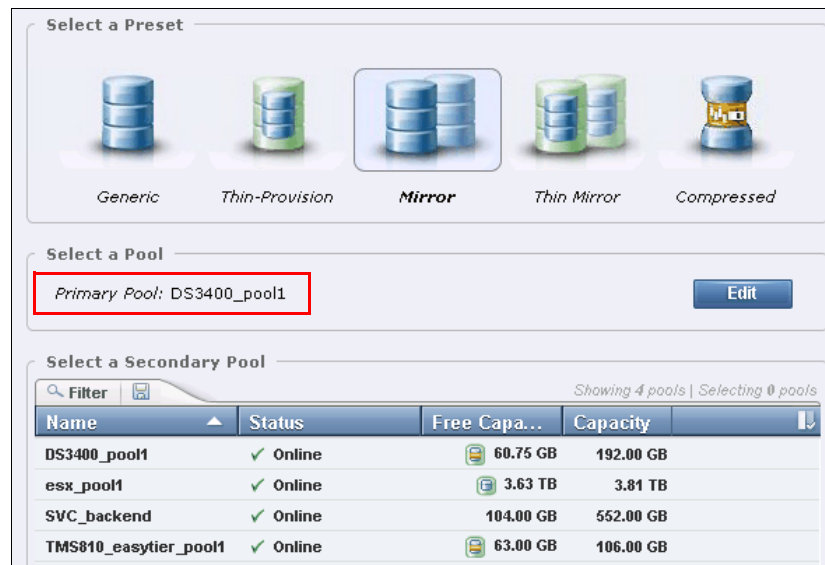 Select a Preset
Generic Thin-Provision Mirror Thin Mirror Compressed
Select a Pool
Primary Pool: DS3400_pool1 Edit
Select a Secondary Pool
Filter Showing 4 pools | Selecting 0 pools
Name Status Free Capa... Capacity
DS3400_pool1 Online 60.75 GB 192.00 GB
esx_pool1 Online 3.63 TB 3.81 TB
SVC_backend Online 104.00 GB 552.00 GB
TMS810_easytier_pool1 Online 63.00 GB 106.00 GB